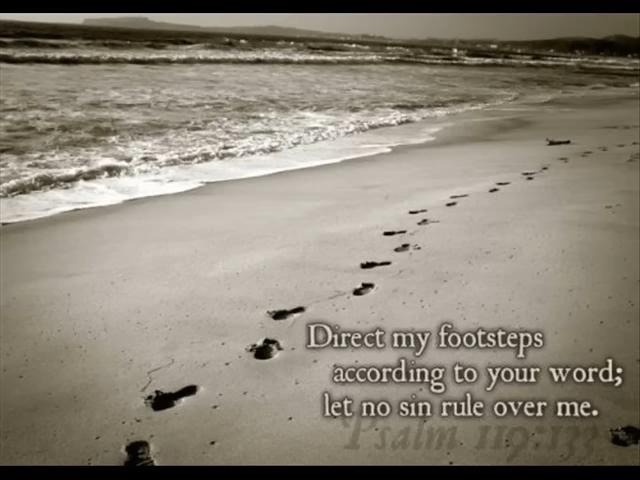 Direct my footsteps
according to your word;
let no sin rule over me.
Psalm 119:133